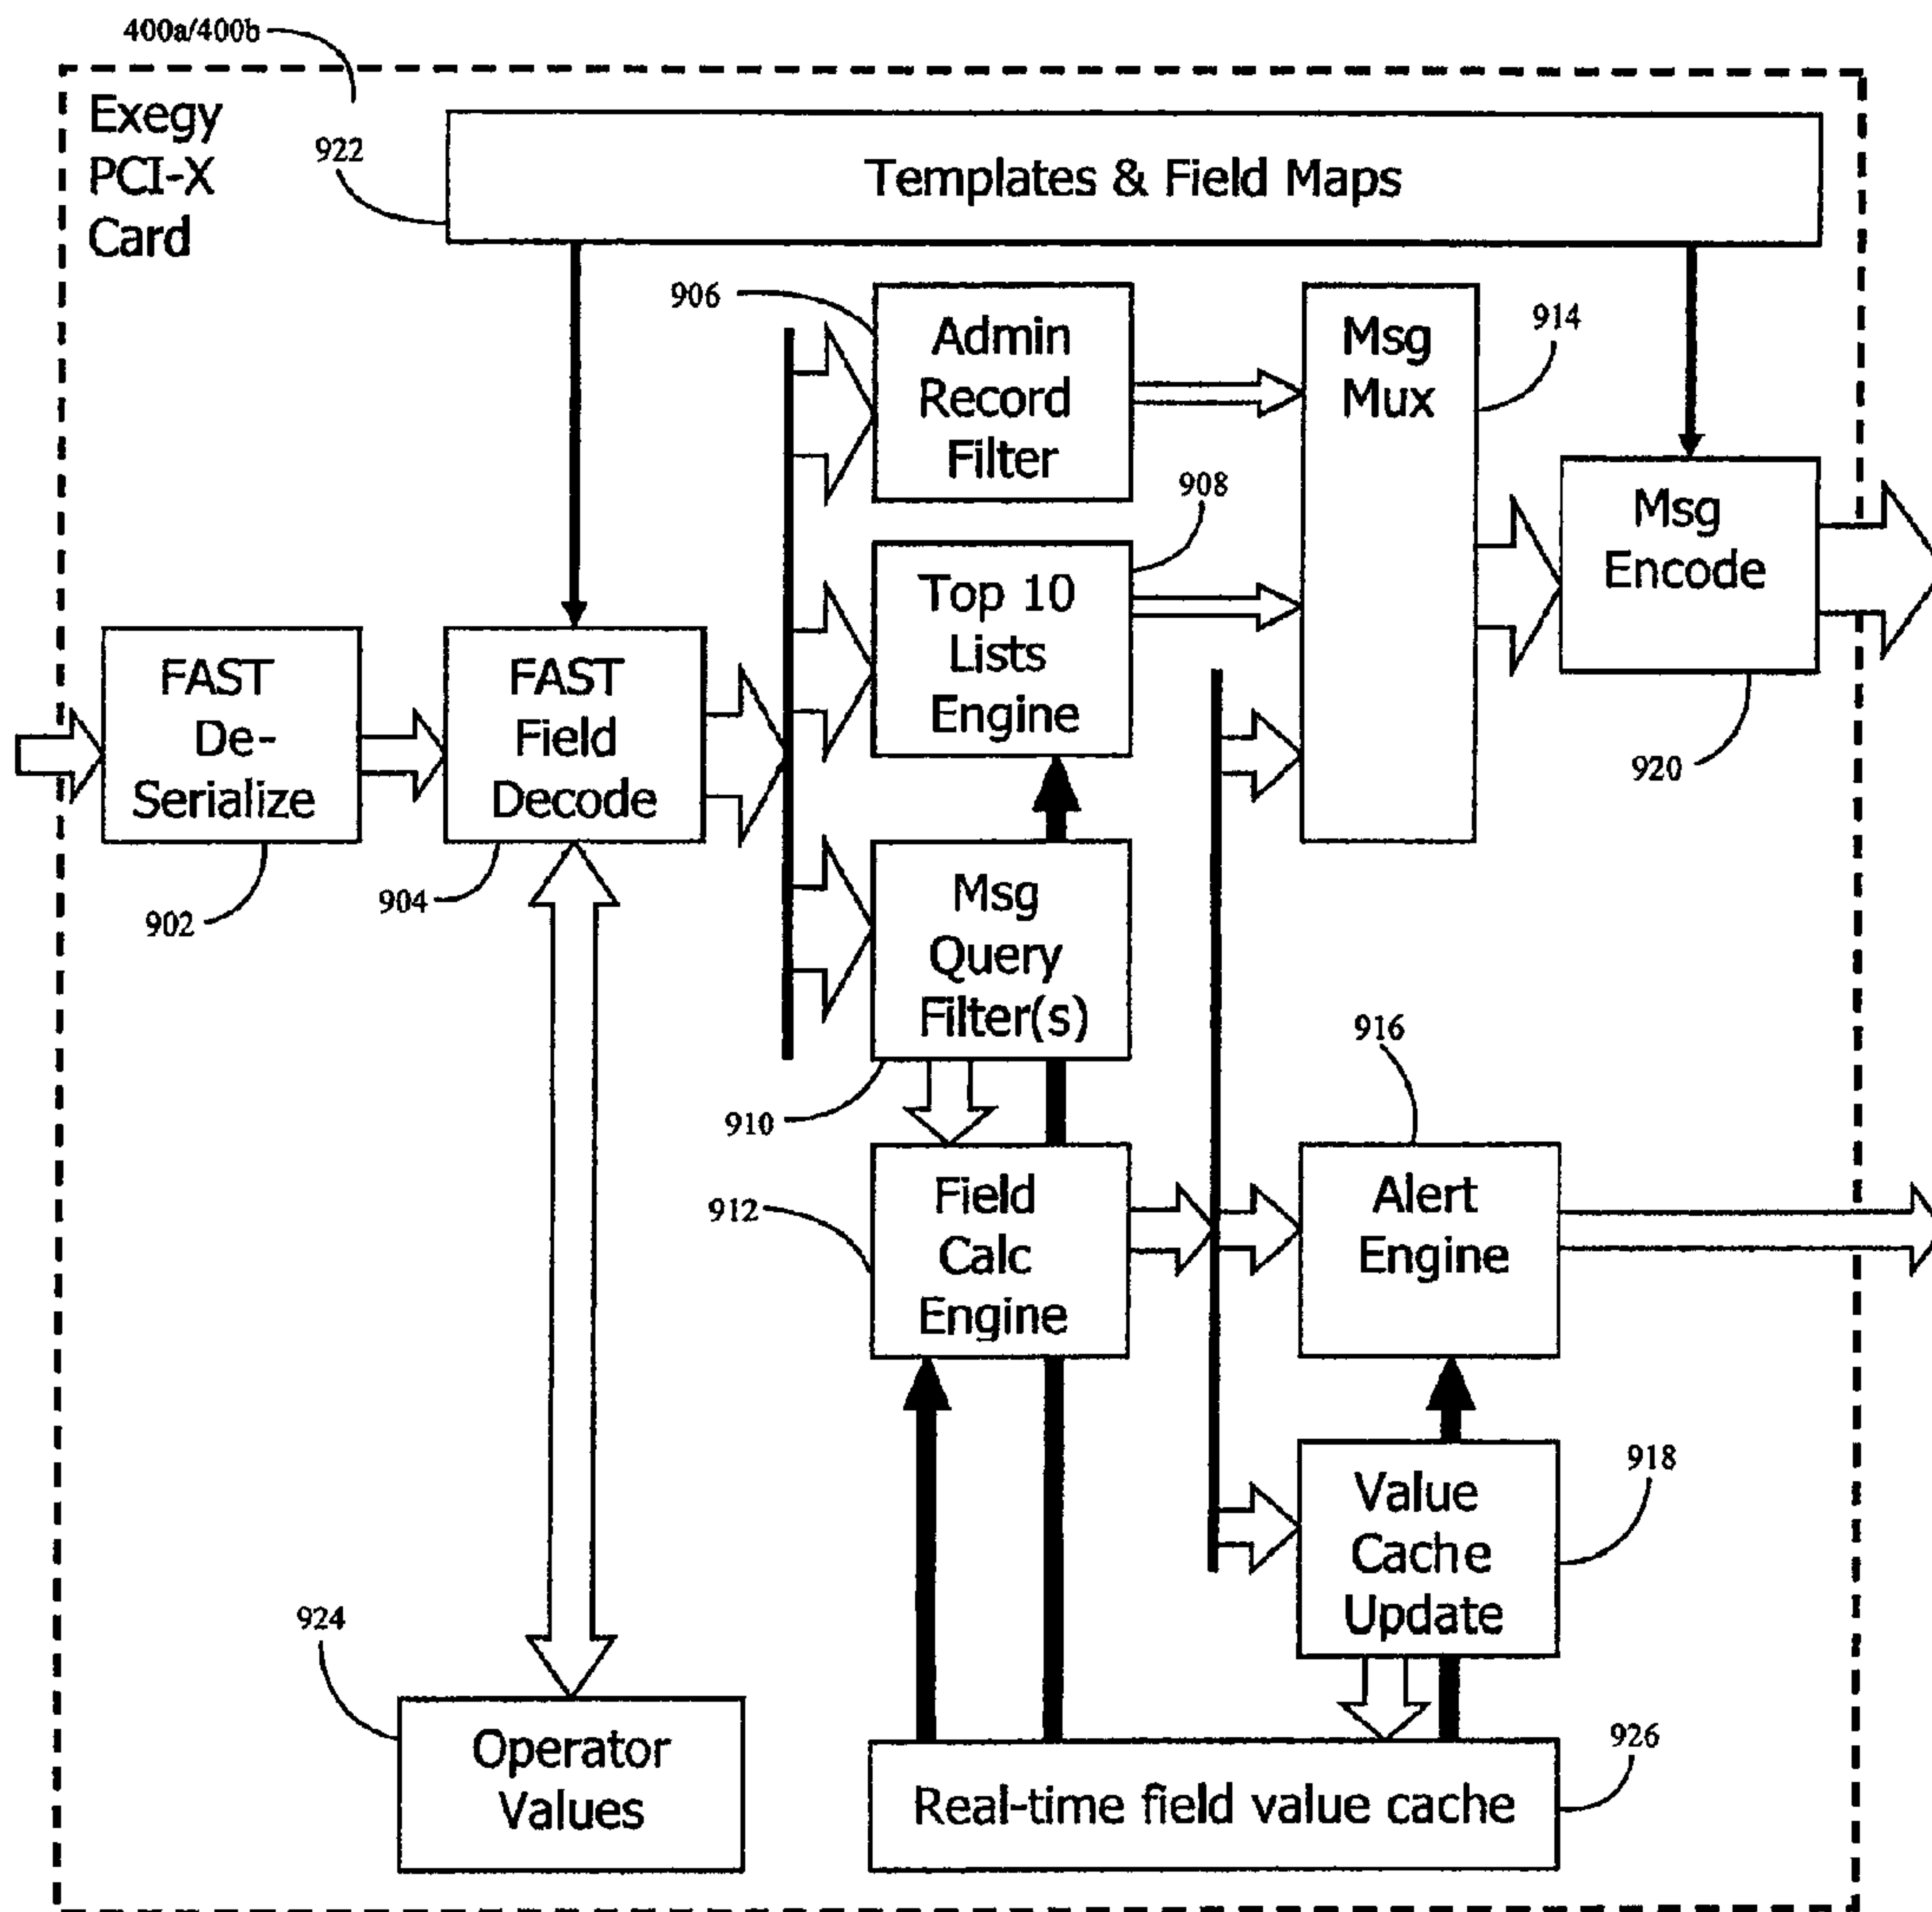 400a/400b
Exegy
PCI-X
Card
922
Templates & Field Maps
906
Admin
Record
Filter
Msg
Mux
914
908
Top 10
Lists
Engine
Msg
Encode
920
FAST
De-
Serialize
902
FAST
Field
Decode
904
Msg
Query
Filter(s)
910
912
Field
Calc
Engine
916
Alert
Engine
Value
Cache
Update
918
924
Operator
Values
Real-time field value cache
926